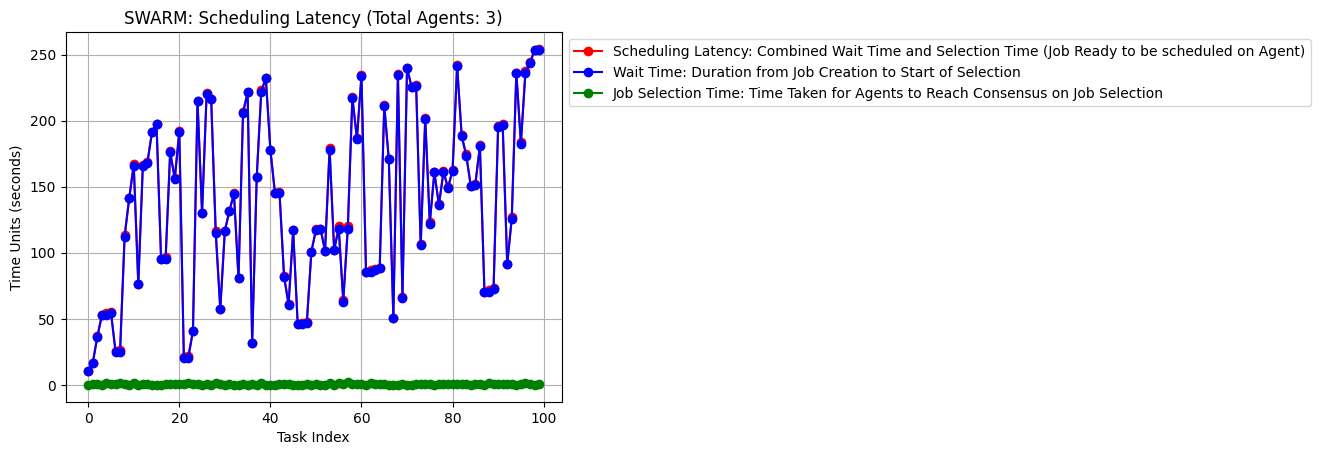 SWARM: Scheduling Latency (Total Agents: 3)
Scheduling Latency: Combined Wait Time and Selection Time (Job Ready to be scheduled on Agent)
Wait Time: Duration from Job Creation to Start of Selection
Job Selection Time: Time Taken for Agents to Reach Consensus on Job Selection
Time Units (seconds)
250
200
150
100
50
0
0 20 40 60 80 100
Task Index